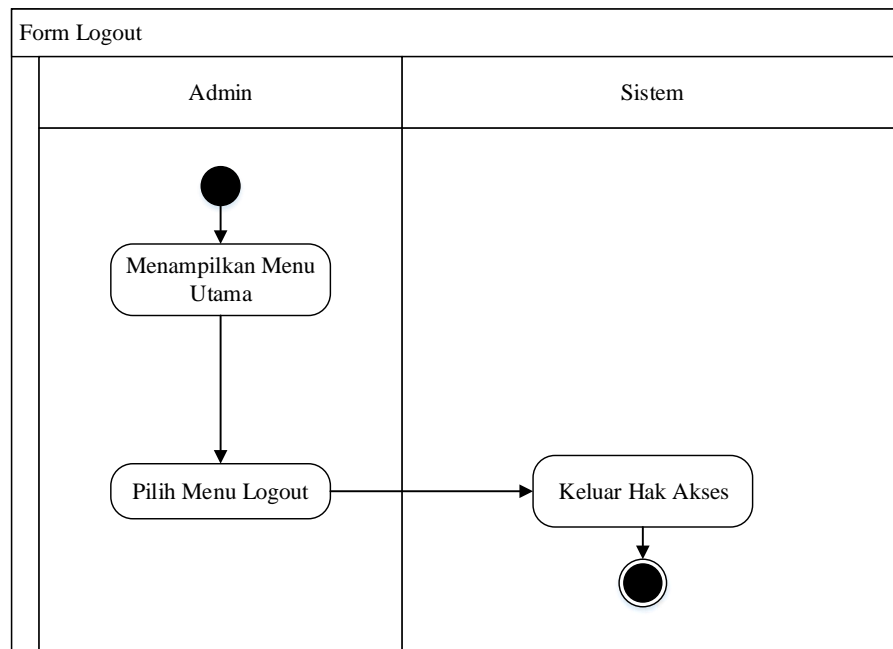 Form Logout
Admin
Sistem
Menampilkan Menu
Utama
Pilih Menu Logout
Keluar Hak Akses